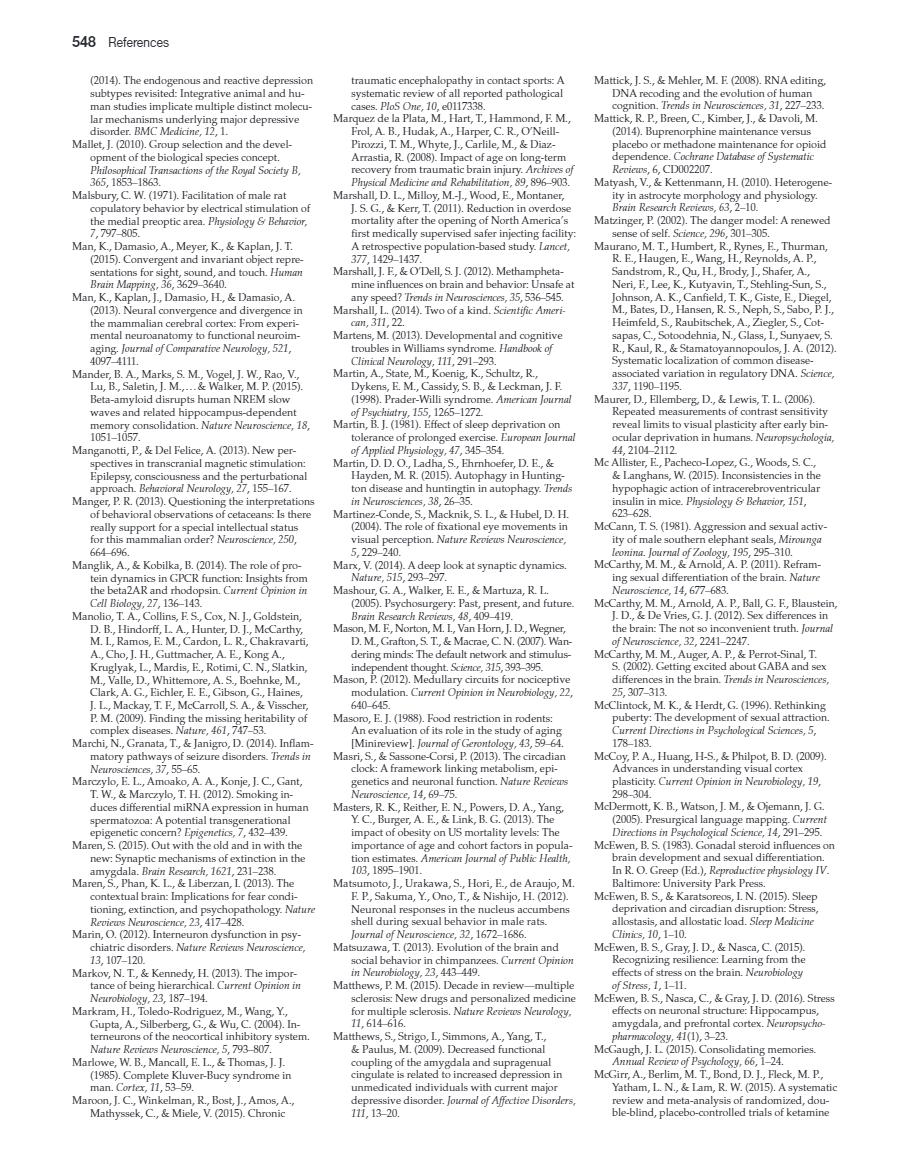 548 References
(2014). The endogenous and reactive depression
subtypes revisited: Integrative animal and hu-
man studies implicate multiple distinct molecu-
lar mechanisms underlying major depressive
disorder. BMC Medicine, 12, 1.
Mallet, J. (2010). Group selection and the devel-
opment of the biological species concept.
Philosophical Transactions of the Royal Society B,
365, 1853–1863.
Malsbury, C. W. (1971). Facilitation of male rat
copulatory behavior by electrical stimulation of
the medial preoptic area. Physiology & Behavior,
7, 797–805.
Man, K., Damasio, A., Meyer, K., & Kaplan, J. T.
(2015). Convergent and invariant object repre-
sentations for sight, sound, and touch. Human
Brain Mapping, 36, 3629–3640.
Man, K., Kaplan, J., Damasio, H., & Damasio, A.
(2013). Neural convergence and divergence in
the mammalian cerebral cortex: From experi-
mental neuroanatomy to functional neuroim-
aging. Journal of Comparative Neurology, 521,
4097–4111.
Mander, B. A., Marks, S. M., Vogel, J. W., Rao, V.,
Lu, B., Saletin, J. M., … & Walker, M. P. (2015).
Beta-amyloid disrupts human NREM slow
waves and related hippocampus-dependent
memory consolidation. Nature Neuroscience, 18,
1051–1057.
Manganotti, P., & Del Felice, A. (2013). New per-
spectives in transcranial magnetic stimulation:
Epilepsy, consciousness and the perturbational
approach. Behavioral Neurology, 27, 155–167.
Manger, P. R. (2013). Questioning the interpretations
of behavioral observations of cetaceans: Is there
really support for a special intellectual status
for this mammalian order? Neuroscience, 250,
664–696.
Manglik, A., & Kobilka, B. (2014). The role of pro-
tein dynamics in GPCR function: Insights from
the beta2AR and rhodopsin. Current Opinion in
Cell Biology, 27, 136–143.
Manolio, T. A., Collins, F. S., Cox, N. J., Goldstein,
D. B., Hindorff, L. A., Hunter, D. J., McCarthy,
M. I., Ramos, E. M., Cardon, L. R., Chakravarti,
A., Cho, J. H., Guttmacher, A. E., Kong A.,
Kruglyak, L., Mardis, E., Rotimi, C. N., Slatkin,
M., Valle, D., Whittemore, A. S., Boehnke, M.,
Clark, A. G., Eichler, E. E., Gibson, G., Haines,
J. L., Mackay, T. F., McCarroll, S. A., & Visscher,
P. M. (2009). Finding the missing heritability of
complex diseases. Nature, 461, 747–53.
Marchi, N., Granata, T., & Janigro, D. (2014). Inflam-
matory pathways of seizure disorders. Trends in
Neurosciences, 37, 55–65.
Marczylo, E. L., Amoako, A. A., Konje, J. C., Gant,
T. W., & Marczylo, T. H. (2012). Smoking in-
duces differential miRNA expression in human
spermatozoa: A potential transgenerational
epigenetic concern? Epigenetics, 7, 432–439.
Maren, S. (2015). Out with the old and in with the
new: Synaptic mechanisms of extinction in the
amygdala. Brain Research, 1621, 231–238.
Maren, S., Phan, K. L., & Liberzan, I. (2013). The
contextual brain: Implications for fear condi-
tioning, extinction, and psychopathology. Nature
Reviews Neuroscience, 23, 417–428.
Marin, O. (2012). Interneuron dysfunction in psy-
chiatric disorders. Nature Reviews Neuroscience,
13, 107–120.
Markov, N. T., & Kennedy, H. (2013). The impor-
tance of being hierarchical. Current Opinion in
Neurobiology, 23, 187–194.
Markram, H., Toledo-Rodriguez, M., Wang, Y.,
Gupta, A., Silberberg, G., & Wu, C. (2004). In-
terneurons of the neocortical inhibitory system.
Nature Reviews Neuroscience, 5, 793–807.
Marlowe, W. B., Mancall, E. L., & Thomas, J. J.
(1985). Complete Kluver-Bucy syndrome in
man. Cortex, 11, 53–59.
Maroon, J. C., Winkelman, R., Bost, J., Amos, A.,
Mathyssek, C., & Miele, V. (2015). Chronic
traumatic encephalopathy in contact sports: A
systematic review of all reported pathological
cases. PloS One, 10, e0117338.
Marquez de la Plata, M., Hart, T., Hammond, F. M.,
Frol, A. B., Hudak, A., Harper, C. R., O’Neill-
Pirozzi, T. M., Whyte, J., Carlile, M., & Diaz-
Arrastia, R. (2008). Impact of age on long-term
recovery from traumatic brain injury. Archives of
Physical Medicine and Rehabilitation, 89, 896–903.
Marshall, D. L., Milloy, M.-J., Wood, E., Montaner,
J. S. G., & Kerr, T. (2011). Reduction in overdose
mortality after the opening of North America’s
first medically supervised safer injecting facility:
A retrospective population-based study. Lancet,
377, 1429–1437.
Marshall, J. F., & O’Dell, S. J. (2012). Methampheta-
mine influences on brain and behavior: Unsafe at
any speed? Trends in Neurosciences, 35, 536–545.
Marshall, L. (2014). Two of a kind. Scientific Ameri-
can, 311, 22.
Martens, M. (2013). Developmental and cognitive
troubles in Williams syndrome. Handbook of
Clinical Neurology, 111, 291–293.
Martin, A., State, M., Koenig, K., Schultz, R.,
Dykens, E. M., Cassidy, S. B., & Leckman, J. F.
(1998). Prader-Willi syndrome. American Journal
of Psychiatry, 155, 1265–1272.
Martin, B. J. (1981). Effect of sleep deprivation on
tolerance of prolonged exercise. European Journal
of Applied Physiology, 47, 345–354.
Martin, D. D. O., Ladha, S., Ehrnhoefer, D. E., &
Hayden, M. R. (2015). Autophagy in Hunting-
ton disease and huntingtin in autophagy. Trends
in Neurosciences, 38, 26–35.
Martinez-Conde, S., Macknik, S. L., & Hubel, D. H.
(2004). The role of fixational eye movements in
visual perception. Nature Reviews Neuroscience,
5, 229–240.
Marx, V. (2014). A deep look at synaptic dynamics.
Nature, 515, 293–297.
Mashour, G. A., Walker, E. E., & Martuza, R. L.
(2005). Psychosurgery: Past, present, and future.
Brain Research Reviews, 48, 409–419.
Mason, M. F., Norton, M. I., Van Horn, J. D., Wegner,
D. M., Grafton, S. T., & Macrae, C. N. (2007). Wan-
dering minds: The default network and stimulus-
independent thought. Science, 315, 393–395.
Mason, P. (2012). Medullary circuits for nociceptive
modulation. Current Opinion in Neurobiology, 22,
640–645.
Masoro, E. J. (1988). Food restriction in rodents:
An evaluation of its role in the study of aging
[Minireview]. Journal of Gerontology, 43, 59–64.
Masri, S., & Sassone-Corsi, P. (2013). The circadian
clock: A framework linking metabolism, epi-
genetics and neuronal function. Nature Reviews
Neuroscience, 14, 69–75.
Masters, R. K., Reither, E. N., Powers, D. A., Yang,
Y. C., Burger, A. E., & Link, B. G. (2013). The
impact of obesity on US mortality levels: The
importance of age and cohort factors in popula-
tion estimates. American Journal of Public Health,
103, 1895–1901.
Matsumoto, J., Urakawa, S., Hori, E., de Araujo, M.
F. P., Sakuma, Y., Ono, T., & Nishijo, H. (2012).
Neuronal responses in the nucleus accumbens
shell during sexual behavior in male rats.
Journal of Neuroscience, 32, 1672–1686.
Matsuzawa, T. (2013). Evolution of the brain and
social behavior in chimpanzees. Current Opinion
in Neurobiology, 23, 443–449.
Matthews, P. M. (2015). Decade in review—multiple
sclerosis: New drugs and personalized medicine
for multiple sclerosis. Nature Reviews Neurology,
11, 614–616.
Matthews, S., Strigo, I., Simmons, A., Yang, T.,
& Paulus, M. (2009). Decreased functional
coupling of the amygdala and supragenual
cingulate is related to increased depression in
unmedicated individuals with current major
depressive disorder. Journal of Affective Disorders,
111, 13–20.
Mattick, J. S., & Mehler, M. F. (2008). RNA editing,
DNA recoding and the evolution of human
cognition. Trends in Neurosciences, 31, 227–233.
Mattick, R. P., Breen, C., Kimber, J., & Davoli, M.
(2014). Buprenorphine maintenance versus
placebo or methadone maintenance for opioid
dependence. Cochrane Database of Systematic
Reviews, 6, CD002207.
Matyash, V., & Kettenmann, H. (2010). Heterogene-
ity in astrocyte morphology and physiology.
Brain Research Reviews, 63, 2–10.
Matzinger, P. (2002). The danger model: A renewed
sense of self. Science, 296, 301–305.
Maurano, M. T., Humbert, R., Rynes, E., Thurman,
R. E., Haugen, E., Wang, H., Reynolds, A. P.,
Sandstrom, R., Qu, H., Brody, J., Shafer, A.,
Neri, F., Lee, K., Kutyavin, T., Stehling-Sun, S.,
Johnson, A. K., Canfield, T. K., Giste, E., Diegel,
M., Bates, D., Hansen, R. S., Neph, S., Sabo, P. J.,
Heimfeld, S., Raubitschek, A., Ziegler, S., Cot-
sapas, C., Sotoodehnia, N., Glass, I., Sunyaev, S.
R., Kaul, R., & Stamatoyannopoulos, J. A. (2012).
Systematic localization of common disease-
associated variation in regulatory DNA. Science,
337, 1190–1195.
Maurer, D., Ellemberg, D., & Lewis, T. L. (2006).
Repeated measurements of contrast sensitivity
reveal limits to visual plasticity after early bin-
ocular deprivation in humans. Neuropsychologia,
44, 2104–2112.
Mc Allister, E., Pacheco-Lopez, G., Woods, S. C.,
& Langhans, W. (2015). Inconsistencies in the
hypophagic action of intracerebroventricular
insulin in mice. Physiology & Behavior, 151,
623–628.
McCann, T. S. (1981). Aggression and sexual activ-
ity of male southern elephant seals, Mirounga
leonina. Journal of Zoology, 195, 295–310.
McCarthy, M. M., & Arnold, A. P. (2011). Refram-
ing sexual differentiation of the brain. Nature
Neuroscience, 14, 677–683.
McCarthy, M. M., Arnold, A. P., Ball, G. F., Blaustein,
J. D., & De Vries, G. J. (2012). Sex differences in
the brain: The not so inconvenient truth. Journal
of Neuroscience, 32, 2241–2247.
McCarthy, M. M., Auger, A. P., & Perrot-Sinal, T.
S. (2002). Getting excited about GABA and sex
differences in the brain. Trends in Neurosciences,
25, 307–313.
McClintock, M. K., & Herdt, G. (1996). Rethinking
puberty: The development of sexual attraction.
Current Directions in Psychological Sciences, 5,
178–183.
McCoy, P. A., Huang, H-S., & Philpot, B. D. (2009).
Advances in understanding visual cortex
plasticity. Current Opinion in Neurobiology, 19,
298–304.
McDermott, K. B., Watson, J. M., & Ojemann, J. G.
(2005). Presurgical language mapping. Current
Directions in Psychological Science, 14, 291–295.
McEwen, B. S. (1983). Gonadal steroid influences on
brain development and sexual differentiation.
In R. O. Greep (Ed.), Reproductive physiology IV.
Baltimore: University Park Press.
McEwen, B. S., & Karatsoreos, I. N. (2015). Sleep
deprivation and circadian disruption: Stress,
allostasis, and allostatic load. Sleep Medicine
Clinics, 10, 1–10.
McEwen, B. S., Gray, J. D., & Nasca, C. (2015).
Recognizing resilience: Learning from the
effects of stress on the brain. Neurobiology
of Stress, 1, 1–11.
McEwen, B. S., Nasca, C., & Gray, J. D. (2016). Stress
effects on neuronal structure: Hippocampus,
amygdala, and prefrontal cortex. Neuropsycho-
pharmacology, 41(1), 3–23.
McGaugh, J. L. (2015). Consolidating memories.
Annual Review of Psychology, 66, 1–24.
McGirr, A., Berlim, M. T., Bond, D. J., Fleck, M. P.,
Yatham, L. N., & Lam, R. W. (2015). A systematic
review and meta-analysis of randomized, dou-
ble-blind, placebo-controlled trials of ketamine